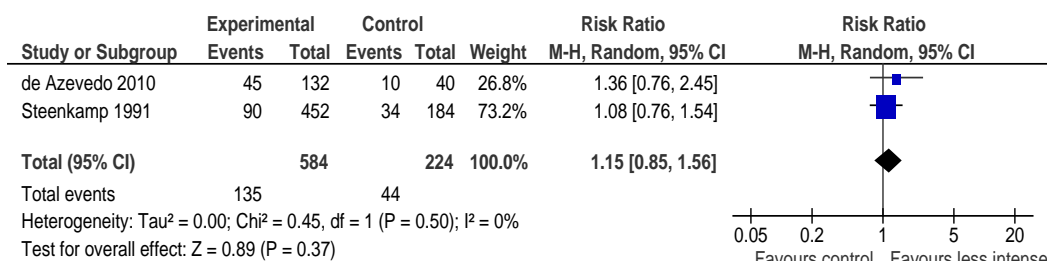 Experimental Control Risk Ratio Risk Ratio
Study or Subgroup Events Total Events Total Weight M-H, Random, 95% CI M-H, Random, 95% CI
de Azevedo 2010 45 132 10 40 26.8% 1.36 [0.76, 2.45]
Steenkamp 1991 90 452 34 184 73.2% 1.08 [0.76, 1.54]
Total (95% CI) 584 224 100.0% 1.15 [0.85, 1.56]
Total events 135 44
Heterogeneity: Tau² = 0.00; Chi² = 0.45, df = 1 (P = 0.50); I² = 0%
Test for overall effect: Z = 0.89 (P = 0.37)
0.05 0.2 1 5 20
Favours control Favours less intense